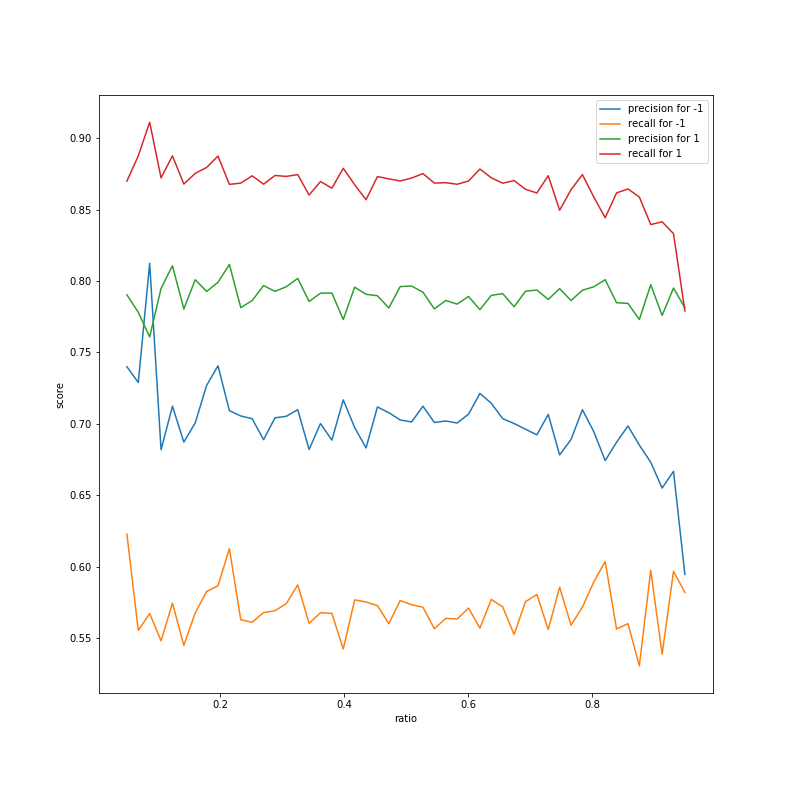 precision for -1
recall for -1
precision for 1
recall for 1
0.90
0.85
0.80
0.75
0.70
0.65
0.60
0.55
score
0.2 0.4 0.6 0.8
ratio